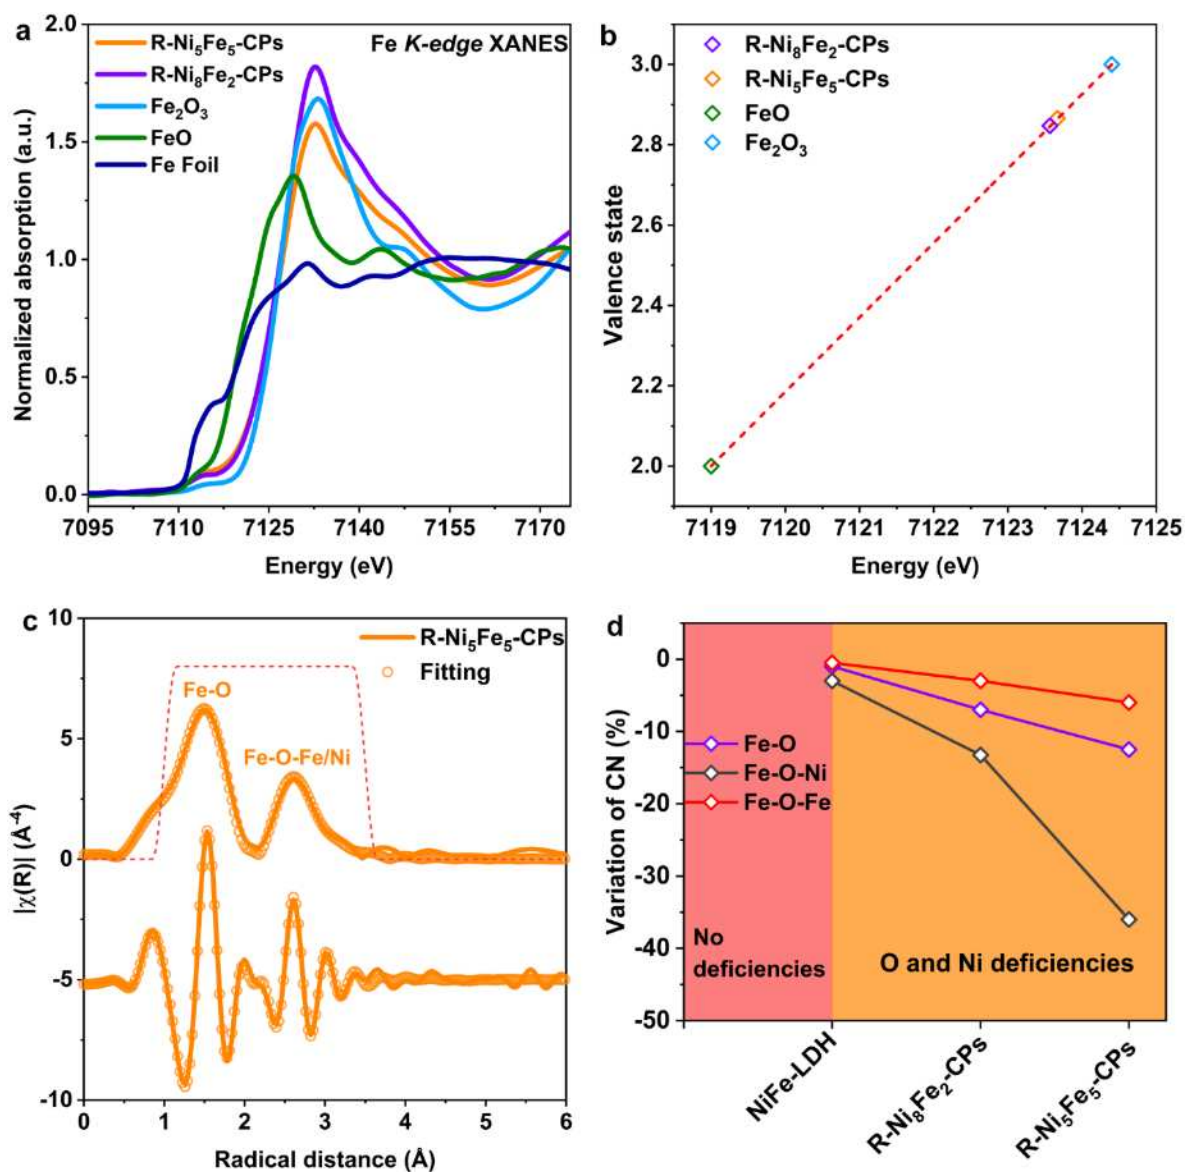 a
Fe K-edge XANES
R-Ni₅Fe₅-CPs
R-Ni₈Fe₂-CPs
Fe₂O₃
FeO
Fe Foil
Normalized absorption (a.u.)
2.0
1.5
1.0
0.5
0.0
7095 7110 7125 7140 7155 7170
Energy (eV)
b
R-Ni₈Fe₂-CPs
R-Ni₅Fe₅-CPs
FeO
Fe₂O₃
Valence state
3.0
2.8
2.6
2.4
2.2
2.0
7119 7120 7121 7122 7123 7124 7125
Energy (eV)
c
R-Ni₅Fe₅-CPs
Fitting
Fe-O
Fe-O-Fe/Ni
|χ(R)| (Å⁻⁴)
10
5
0
-5
-10
0 1 2 3 4 5 6
Radical distance (Å)
d
Fe-O
Fe-O-Ni
Fe-O-Fe
No
deficiencies
O and Ni deficiencies
Variation of CN (%)
0
-10
-20
-30
-40
-50
NiFe-LDH
R-Ni₈Fe₂-CPs
R-Ni₅Fe₅-CPs